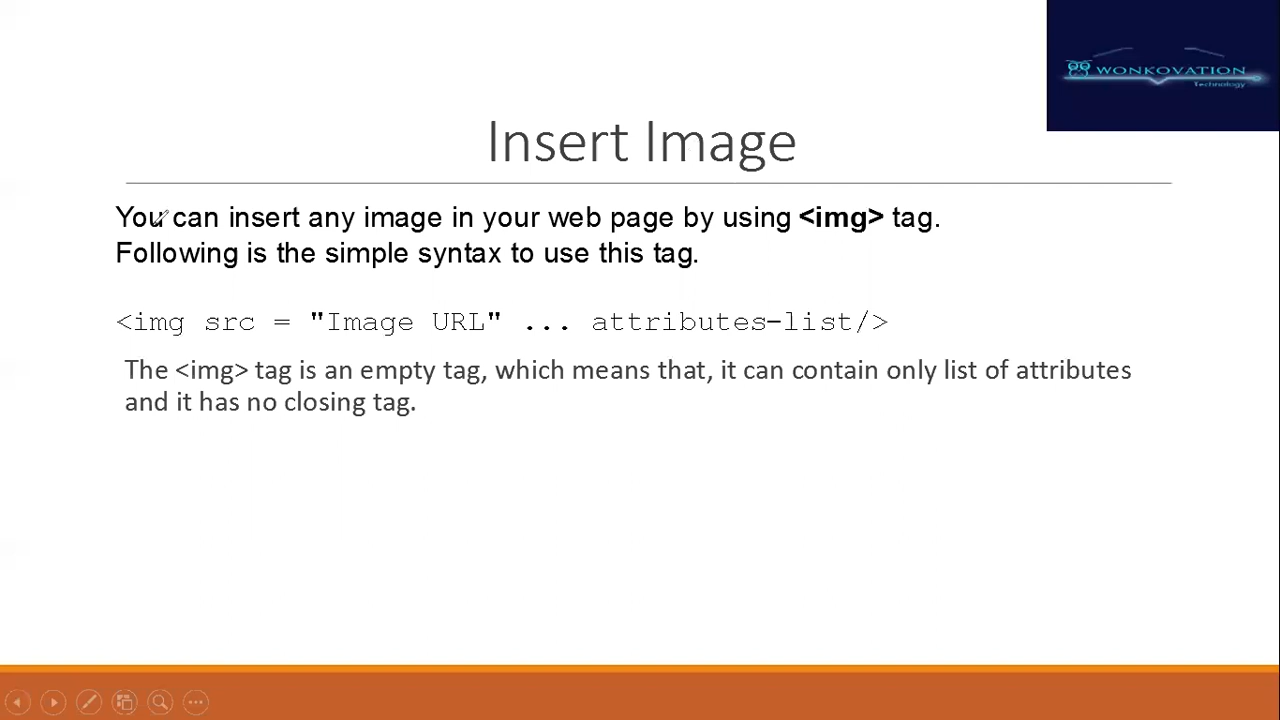 WONKOVATION
Technology
Insert Image
You can insert any image in your web page by using <img> tag.
Following is the simple syntax to use this tag.
<img src = "Image URL" ... attributes-list/>
The <img> tag is an empty tag, which means that, it can contain only list of attributes
and it has no closing tag.